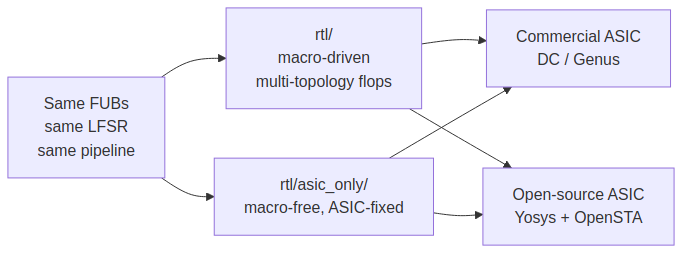 Same FUBs
same LFSR
same pipeline
rtl/
macro-driven
multi-topology flops
rtl/asic_only/
macro-free, ASIC-fixed
Commercial ASIC
DC / Genus
Open-source ASIC
Yosys + OpenSTA